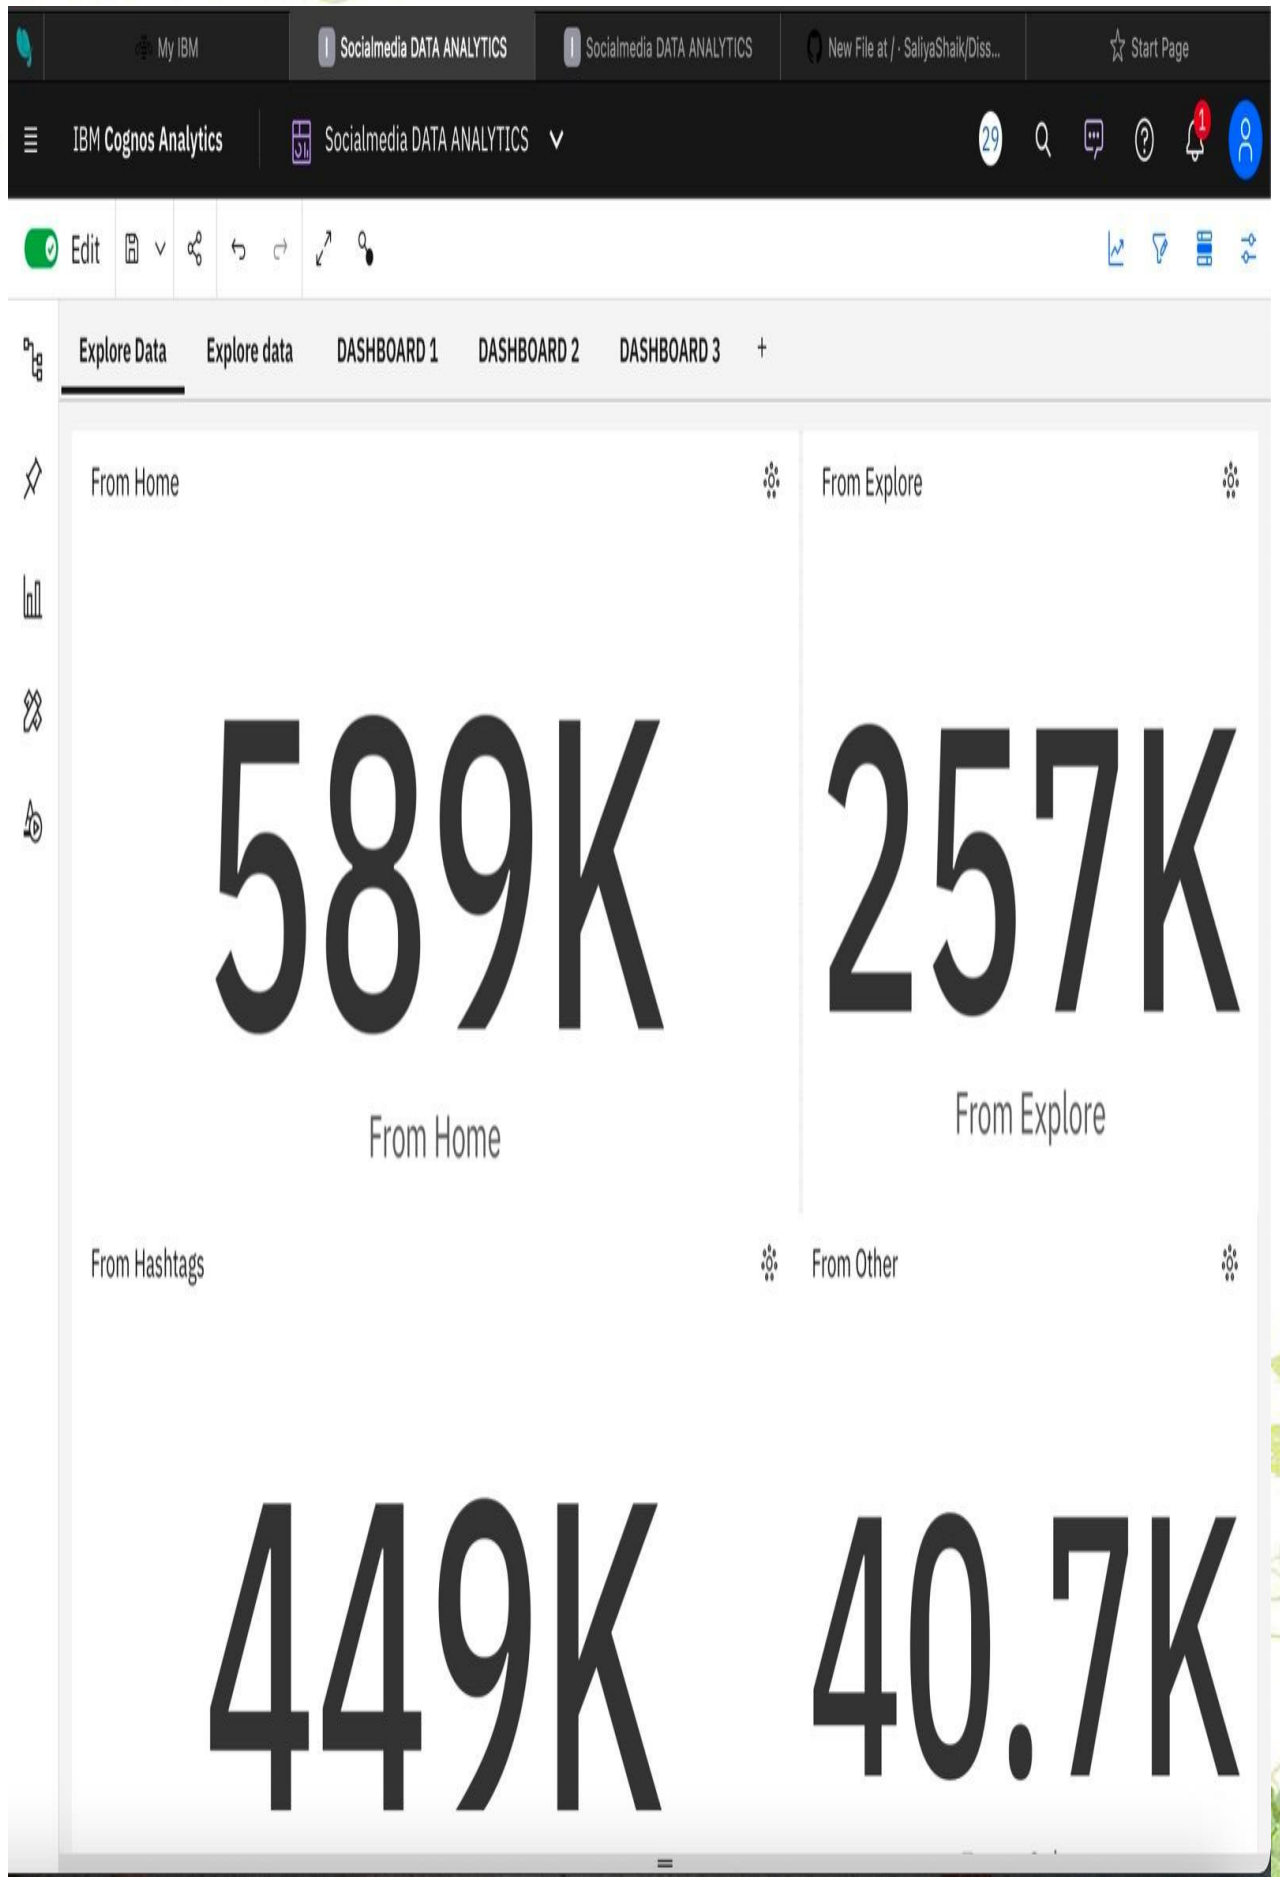 My IBM
Socialmedia DATA ANALYTICS
Socialmedia DATA ANALYTICS
New File at / · SaliyaShaik/Diss...
Start Page
IBM Cognos Analytics
Socialmedia DATA ANALYTICS
29
1
Edit
Explore Data
Explore data
DASHBOARD 1
DASHBOARD 2
DASHBOARD 3
From Home
From Explore
589K
257K
From Home
From Explore
From Hashtags
From Other
449K
40.7K